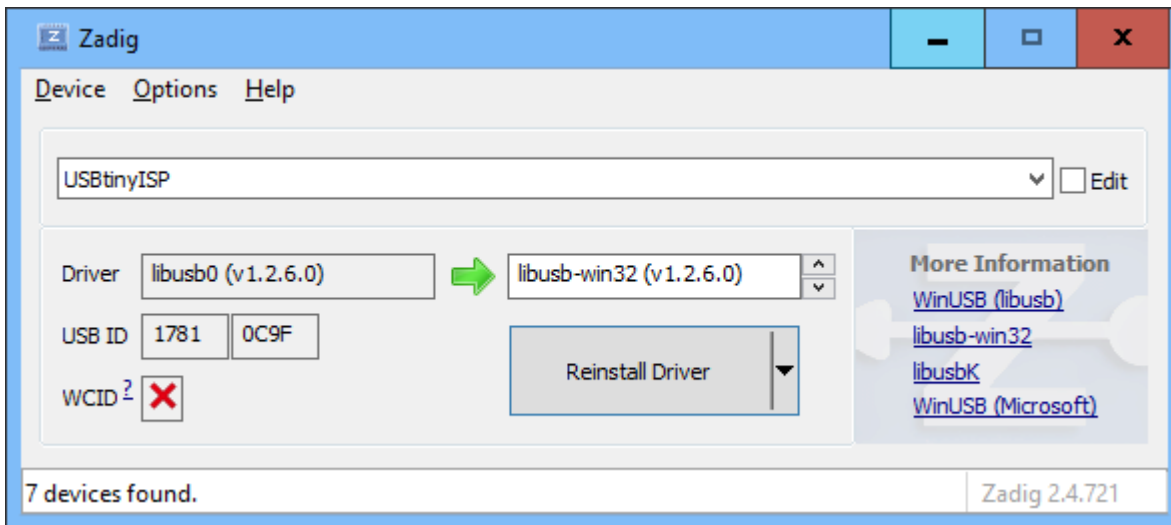 Zadig
Device Options Help
USBtinyISP
Edit
Driver libusb0 (v1.2.6.0) libusb-win32 (v1.2.6.0)
USB ID 1781 0C9F
WCID ?
Reinstall Driver
More Information
WinUSB (libusb)
libusb-win32
libusbK
WinUSB (Microsoft)
7 devices found.
Zadig 2.4.721